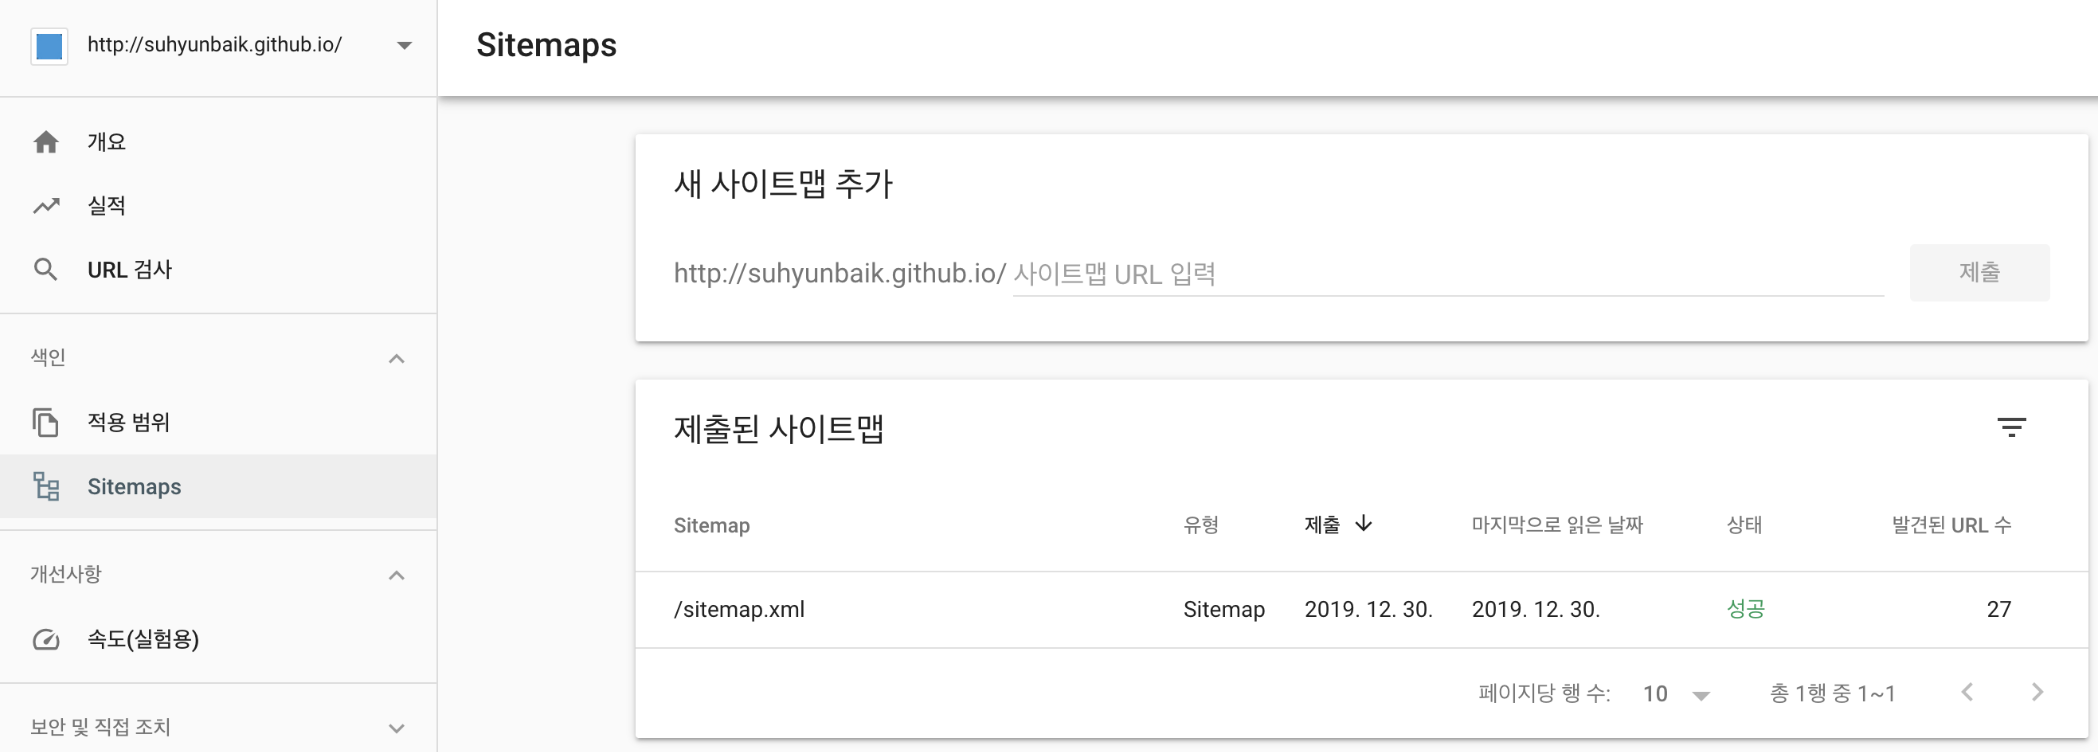 http://suhyunbaik.github.io/
개요
실적
URL 검사
색인
적용 범위
Sitemaps
개선사항
속도(실험용)
보안 및 직접 조치
Sitemaps
새 사이트맵 추가
http://suhyunbaik.github.io/ 사이트맵 URL 입력 제출
제출된 사이트맵
Sitemap 유형 제출 마지막으로 읽은 날짜 상태 발견된 URL 수
/sitemap.xml Sitemap 2019. 12. 30. 2019. 12. 30. 성공 27
페이지당 행 수: 10 총 1행 중 1~1